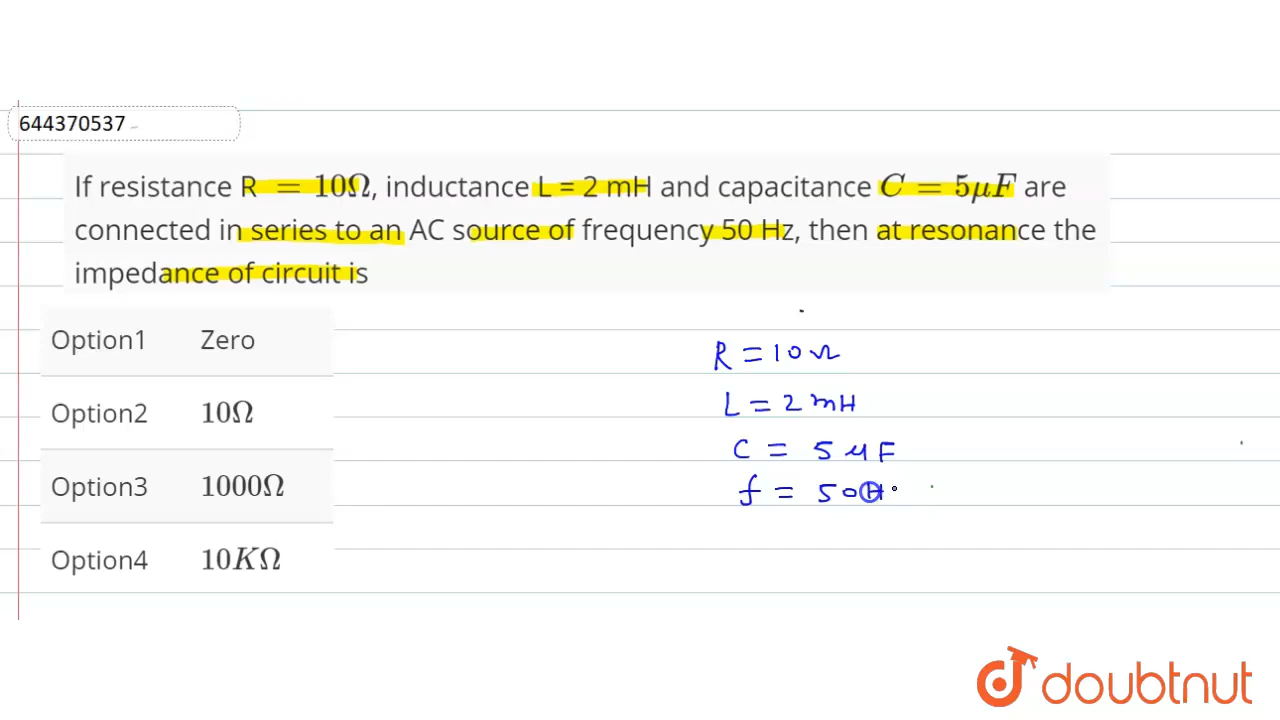 644370537
If resistance R = 10Ω, inductance L = 2 mH and capacitance C = 5μF are
connected in series to an AC source of frequency 50 Hz, then at resonance the
impedance of circuit is
Option1 Zero
Option2 10Ω
Option3 1000Ω
Option4 10KΩ
R = 10 Ω
L = 2 mH
C = 5 μF
f = 50H
doubtnut